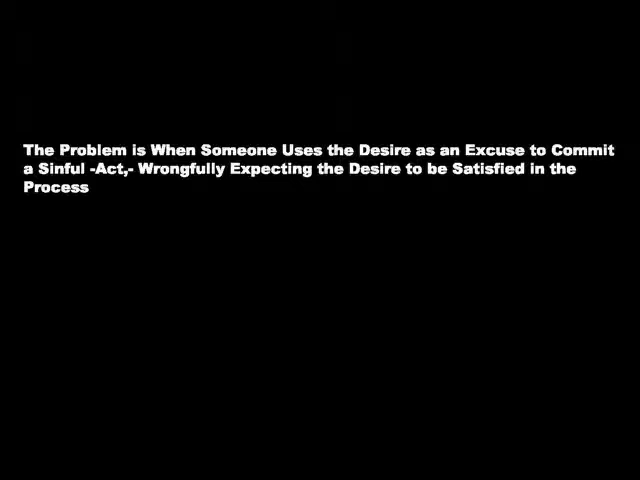 The Problem is When Someone Uses the Desire as an Excuse to Commit
a Sinful -Act,- Wrongfully Expecting the Desire to be Satisfied in the
Process